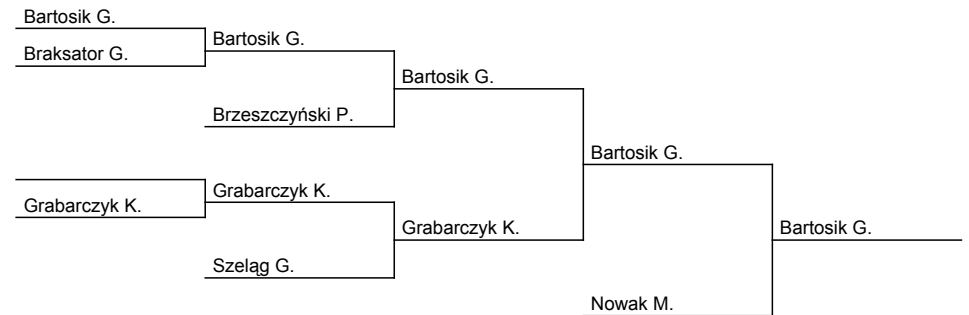 Bartosik G.
Bartosik G.
Braksator G.
Bartosik G.
Brzeszczyński P.
Bartosik G.
Grabarczyk K.
Grabarczyk K.
Bartosik G.
Grabarczyk K.
Szeląg G.
Nowak M.